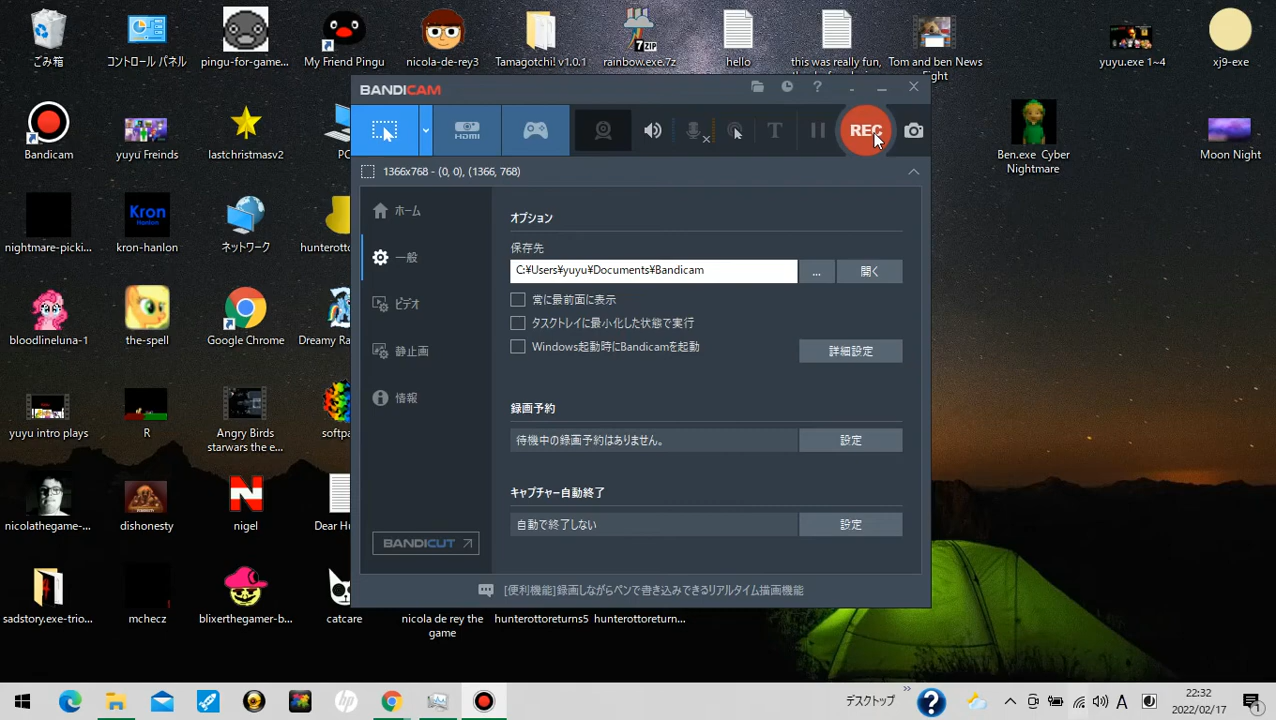 ごみ箱
コントロール パネル
pingu-for-game...
My Friend Pingu
nicola-de-rey3
Tamagotchi! v1.0.1
7ZIP
rainbow.exe.7z
hello
this was really fun,
Tom and ben News
Fight
yuyu.exe 1~4
xj9-exe
BANDICAM
?
HDMI
T
REC
1366x768 - (0, 0), (1366, 768)
Bandicam
yuyu Freinds
lastchristmasv2
PC
Ben.exe Cyber
Nightmare
Moon Night
ホーム
一般
ビデオ
静止画
情報
BANDICUT
オプション
保存先
C:¥Users¥yuyu¥Documents¥Bandicam
...
開く
常に最前面に表示
タスクトレイに最小化した状態で実行
Windows起動時にBandicamを起動
詳細設定
録画予約
待機中の録画予約はありません。
設定
キャプチャー自動終了
自動で終了しない
設定
[便利機能]録画しながらペンで書き込みできるリアルタイム描画機能
Kron
Hanlon
nightmare-picki...
kron-hanlon
ネットワーク
hunterotto
bloodlineluna-1
the-spell
Google Chrome
Dreamy Ra
yuyu intro plays
R
Angry Birds
starwars the e...
softp
N
nicolathegame-...
dishonesty
nigel
Dear Hu
sadstory.exe-trio...
mchecz
blixerthegamer-b...
catcare
nicola de rey the
game
hunterottoreturns5
hunterottoreturn...
hp
デスクトップ
»
?
A
22:32
2022/02/17
1